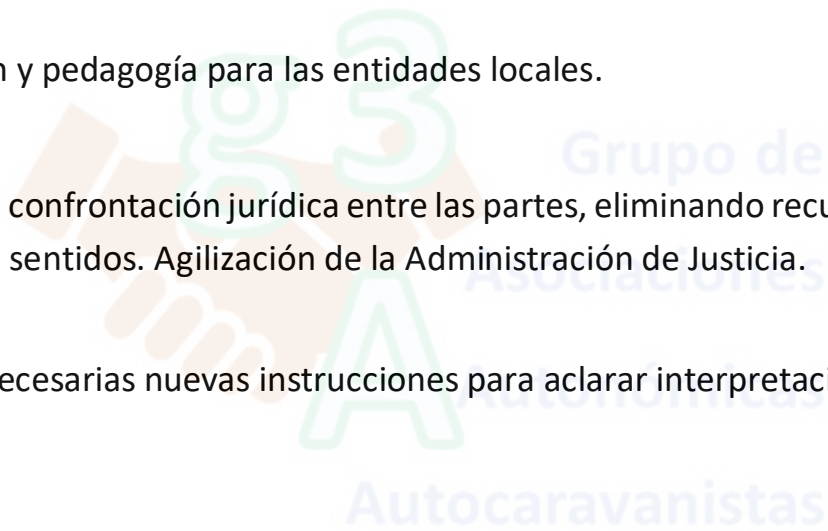 n y pedagogía para las entidades locales.
g3
Grupo de
confrontación jurídica entre las partes, eliminando recu
sentidos. Agilización de la Administración de Justicia.
Asociaciones
ecesarias nuevas instrucciones para aclarar interpretaci
A
Autonómicas
Autocaravanistas